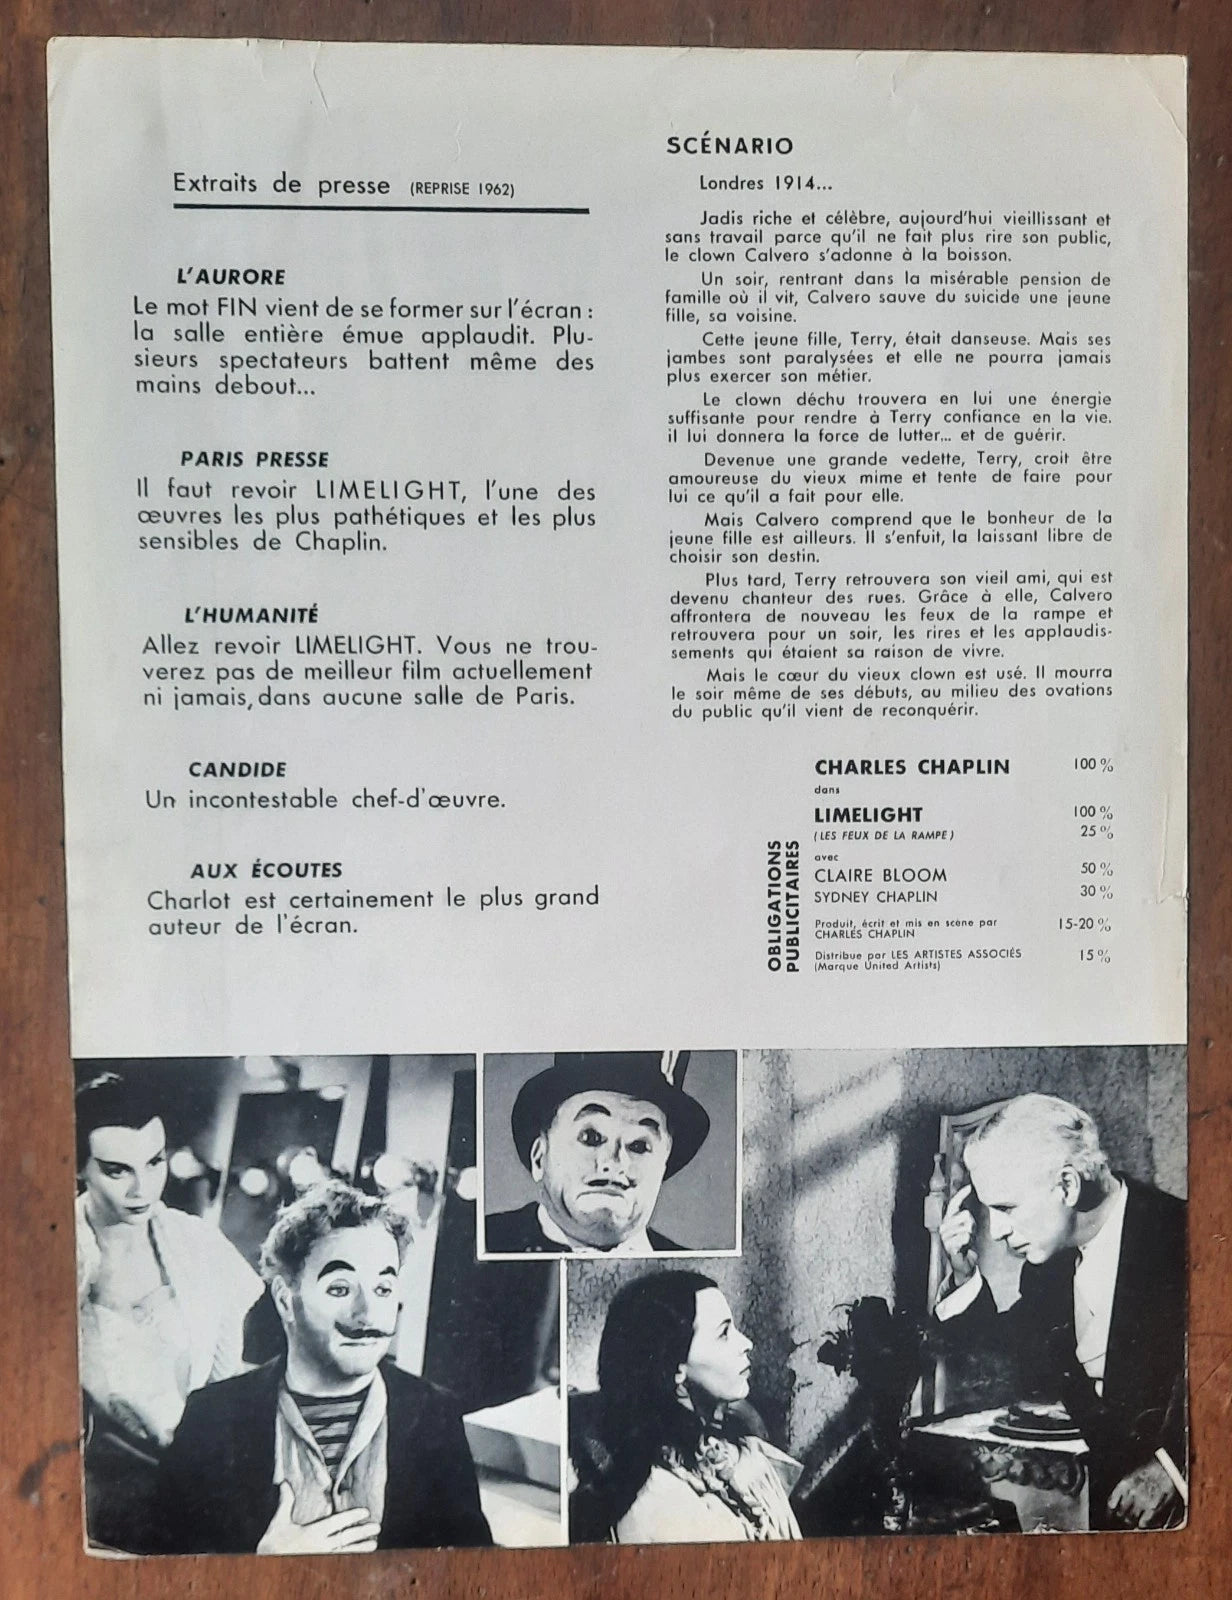 Extraits de presse (REPRISE 1962)
L'AURORE
Le mot FIN vient de se former sur l'écran :
la salle entière émue applaudit. Plu-
sieurs spectateurs battent même des
mains debout...
PARIS PRESSE
Il faut revoir LIMELIGHT, l'une des
œuvres les plus pathétiques et les plus
sensibles de Chaplin.
L'HUMANITÉ
Allez revoir LIMELIGHT. Vous ne trou-
verez pas de meilleur film actuellement
ni jamais, dans aucune salle de Paris.
CANDIDE
Un incontestable chef-d'œuvre.
AUX ÉCOUTES
Charlot est certainement le plus grand
auteur de l'écran.
SCÉNARIO
Londres 1914...
Jadis riche et célèbre, aujourd'hui vieillissant et
sans travail parce qu'il ne fait plus rire son public,
le clown Calvero s'adonne à la boisson.
Un soir, rentrant dans la misérable pension de
famille où il vit, Calvero sauve du suicide une jeune
fille, sa voisine.
Cette jeune fille, Terry, était danseuse. Mais ses
jambes sont paralysées et elle ne pourra jamais
plus exercer son métier.
Le clown déchu trouvera en lui une énergie
suffisante pour rendre à Terry confiance en la vie.
il lui donnera la force de lutter... et de guérir.
Devenue une grande vedette, Terry, croit être
amoureuse du vieux mime et tente de faire pour
lui ce qu'il a fait pour elle.
Mais Calvero comprend que le bonheur de la
jeune fille est ailleurs. Il s'enfuit, la laissant libre de
choisir son destin.
Plus tard, Terry retrouvera son vieil ami, qui est
devenu chanteur des rues. Grâce à elle, Calvero
affrontera de nouveau les feux de la rampe et
retrouvera pour un soir, les rires et les applaudis-
sements qui étaient sa raison de vivre.
Mais le cœur du vieux clown est usé. Il mourra
le soir même de ses débuts, au milieu des ovations
du public qu'il vient de reconquérir.
OBLIGATIONS
PUBLICITAIRES
CHARLES CHAPLIN 100 %
dans
LIMELIGHT 100 %
(LES FEUX DE LA RAMPE) 25 %
avec
CLAIRE BLOOM 50 %
SYDNEY CHAPLIN 30 %
Produit, écrit et mis en scène par
CHARLES CHAPLIN 15-20 %
Distribue par LES ARTISTES ASSOCIÉS 15 %
(Marque United Artists)